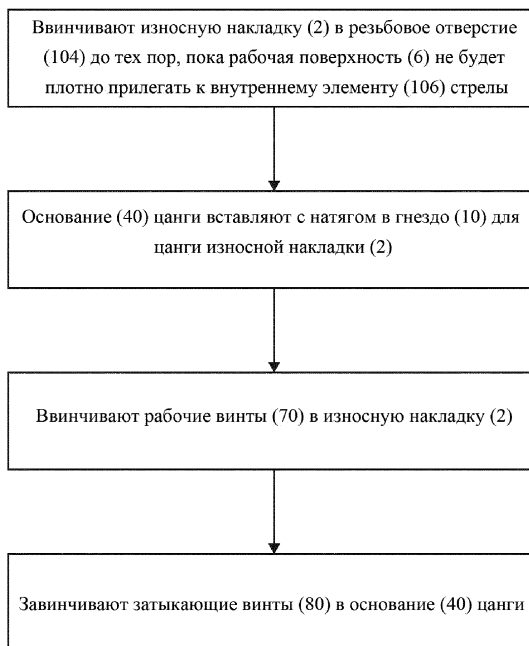 Ввинчивают износную накладку (2) в резьбовое отверстие
(104) до тех пор, пока рабочая поверхность (6) не будет
плотно прилегать к внутреннему элементу (106) стрелы
Основание (40) цанги вставляют с натягом в гнездо (10) для
цанги износной накладки (2)
Ввинчивают рабочие винты (70) в износную накладку (2)
Завинчивают затыкающие винты (80) в основание (40) цанги